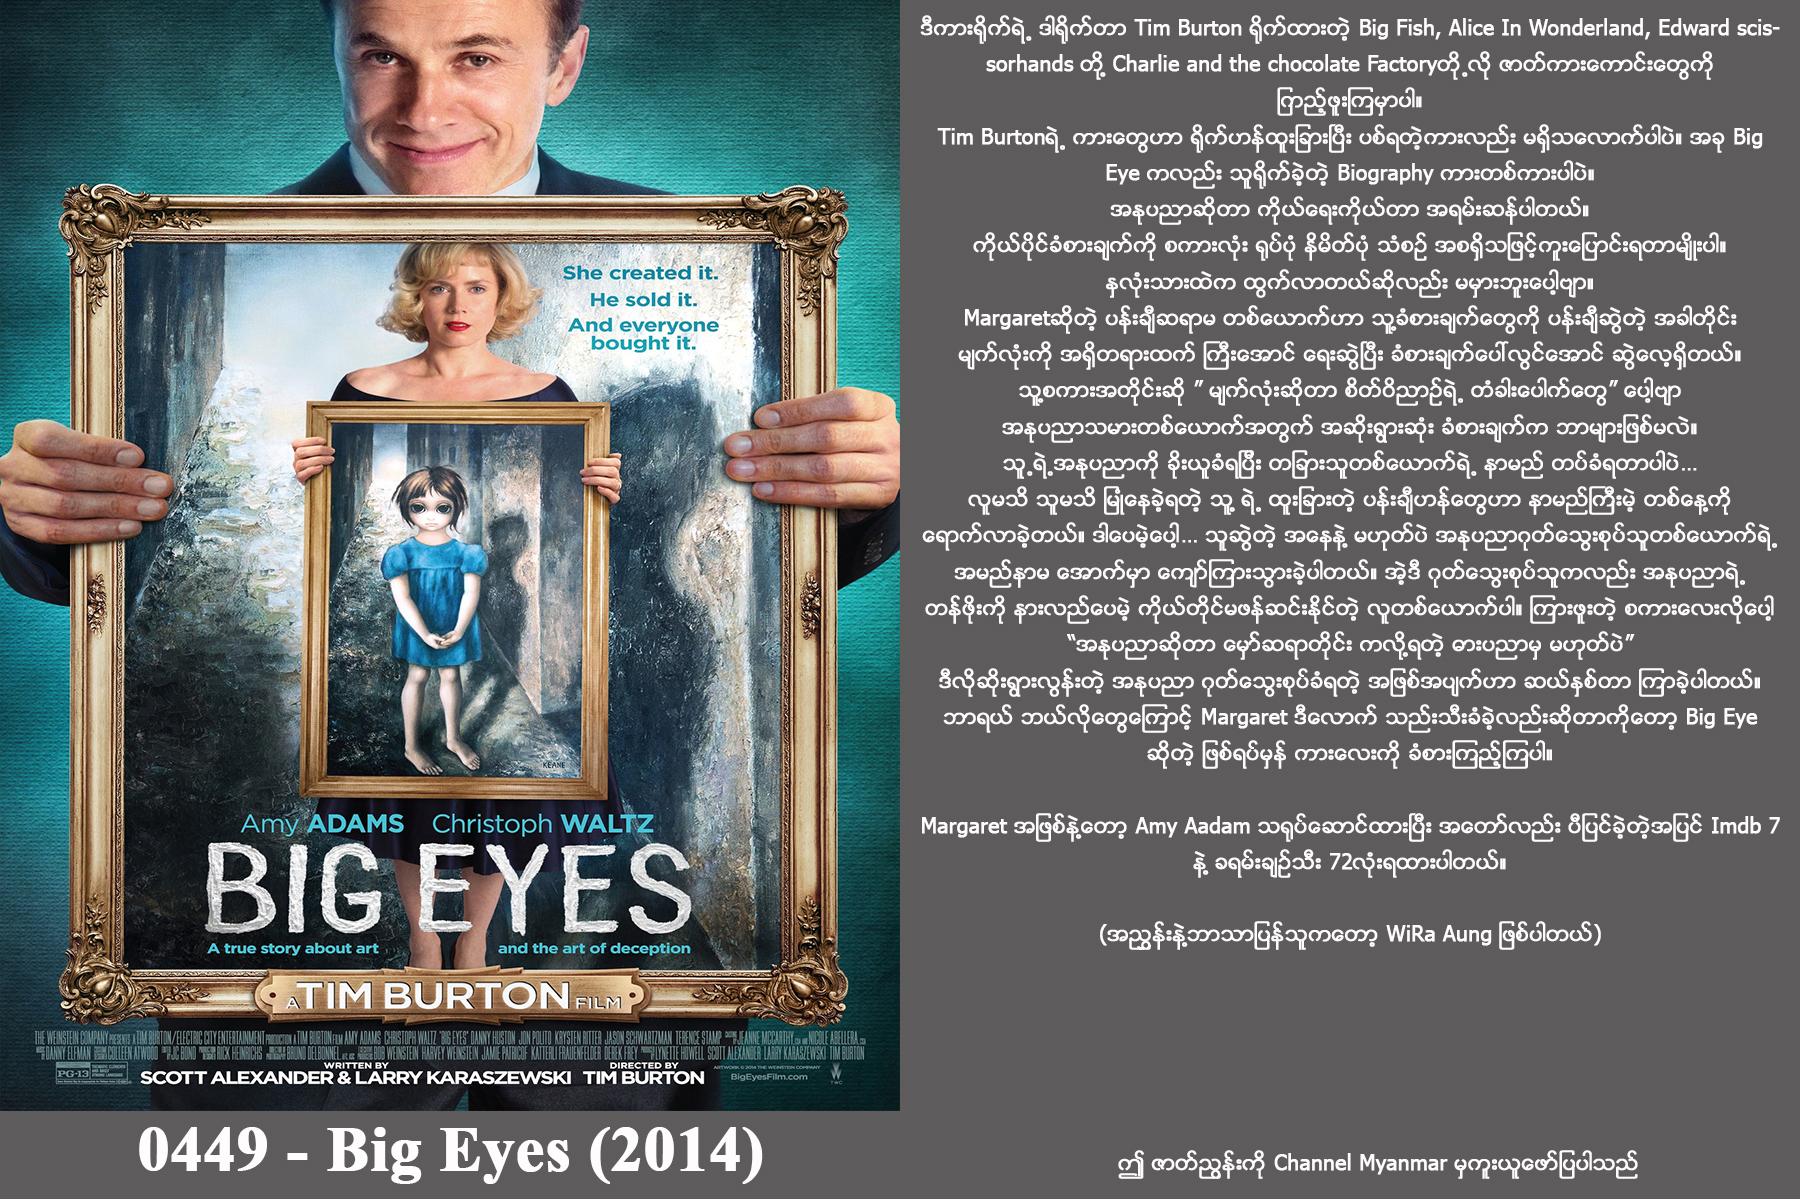 She created it.
He sold it.
And everyone
bought it.
KEANE
Amy ADAMS Christoph WALTZ
BIG EYES
A true story about art and the art of deception
A TIM BURTON FILM
WRITTEN BY
SCOTT ALEXANDER & LARRY KARASZEWSKI
DIRECTED BY
TIM BURTON
PG-13
ARTWORK © 2014 THE WEINSTEIN COMPANY
BigEyesFilm.com
TWC
0449 - Big Eyes (2014)
ဒီကားရိုက်ရဲ့ ဒါရိုက်တာ Tim Burton ရိုက်ထားတဲ့ Big Fish, Alice In Wonderland, Edward scis-
sorhands တို့ Charlie and the chocolate Factoryတို့လို ဇာတ်ကားကောင်းတွေကို
ကြည့်ဖူးကြမှာပါ။
Tim Burtonရဲ့ ကားတွေဟာ ရိုက်ဟန်ထူးခြားပြီး ပစ်ရတဲ့ကားလည်း မရှိသလောက်ပါပဲ။ အခု Big
Eye ကလည်း သူရိုက်ခဲ့တဲ့ Biography ကားတစ်ကားပါပဲ။
အနုပညာဆိုတာ ကိုယ်ရေးကိုယ်တာ အရမ်းဆန်ပါတယ်။
ကိုယ်ပိုင်ခံစားချက်ကို စကားလုံး ရုပ်ပုံ နိမိတ်ပုံ သံစဉ် အစရှိသဖြင့်ကူးပြောင်းရတာမျိုးပါ။
နှလုံးသားထဲက ထွက်လာတယ်ဆိုလည်း မမှားဘူးပေါ့ဗျာ။
Margaretဆိုတဲ့ ပန်းချီဆရာမ တစ်ယောက်ဟာ သူ့ခံစားချက်တွေကို ပန်းချီဆွဲတဲ့ အခါတိုင်း
မျက်လုံးကို အရှိတရားထက် ကြီးအောင် ရေးဆွဲပြီး ခံစားချက်ပေါ်လွင်အောင် ဆွဲလေ့ရှိတယ်။
သူ့စကားအတိုင်းဆို ” မျက်လုံးဆိုတာ စိတ်ဝိညာဉ်ရဲ့ တံခါးပေါက်တွေ” ပေါ့ဗျာ
အနုပညာသမားတစ်ယောက်အတွက် အဆိုးရွားဆုံး ခံစားချက်က ဘာများဖြစ်မလဲ။
သူ့ရဲ့အနုပညာကို ခိုးယူခံရပြီး တခြားသူတစ်ယောက်ရဲ့ နာမည် တပ်ခံရတာပါပဲ...
လူမသိ သူမသိ မြုံနေခဲ့ရတဲ့ သူ့ ရဲ့ ထူးခြားတဲ့ ပန်းချီဟန်တွေဟာ နာမည်ကြီးမဲ့ တစ်နေ့ကို
ရောက်လာခဲ့တယ်။ ဒါပေမဲ့ပေါ့... သူဆွဲတဲ့ အနေနဲ့ မဟုတ်ပဲ အနုပညာဂုတ်သွေးစုပ်သူတစ်ယောက်ရဲ့
အမည်နာမ အောက်မှာ ကျော်ကြားသွားခဲ့ပါတယ်။ အဲ့ဒီ ဂုတ်သွေးစုပ်သူကလည်း အနုပညာရဲ့
တန်ဖိုးကို နားလည်ပေမဲ့ ကိုယ်တိုင်မဖန်ဆင်းနိုင်တဲ့ လူတစ်ယောက်ပါ။ ကြားဖူးတဲ့ စကားလေးလိုပေါ့
“အနုပညာဆိုတာ မှော်ဆရာတိုင်း ကလို့ရတဲ့ ဓားပညာမှ မဟုတ်ပဲ”
ဒီလိုဆိုးရွားလွန်းတဲ့ အနုပညာ ဂုတ်သွေးစုပ်ခံရတဲ့ အဖြစ်အပျက်ဟာ ဆယ်နှစ်တာ ကြာခဲ့ပါတယ်။
ဘာရယ် ဘယ်လိုတွေကြောင့် Margaret ဒီလောက် သည်းသီးခံခဲ့လည်းဆိုတာကိုတော့ Big Eye
ဆိုတဲ့ ဖြစ်ရပ်မှန် ကားလေးကို ခံစားကြည့်ကြပါ။
Margaret အဖြစ်နဲ့တော့ Amy Aadam သရုပ်ဆောင်ထားပြီး အတော်လည်း ပီပြင်ခဲ့တဲ့အပြင် Imdb 7
နဲ့ ခရမ်းချဉ်သီး 72လုံးရထားပါတယ်။
(အညွှန်းနဲ့ဘာသာပြန်သူကတော့ WiRa Aung ဖြစ်ပါတယ်)
ဤ ဇာတ်ညွှန်းကို Channel Myanmar မှကူးယူဖော်ပြပါသည်